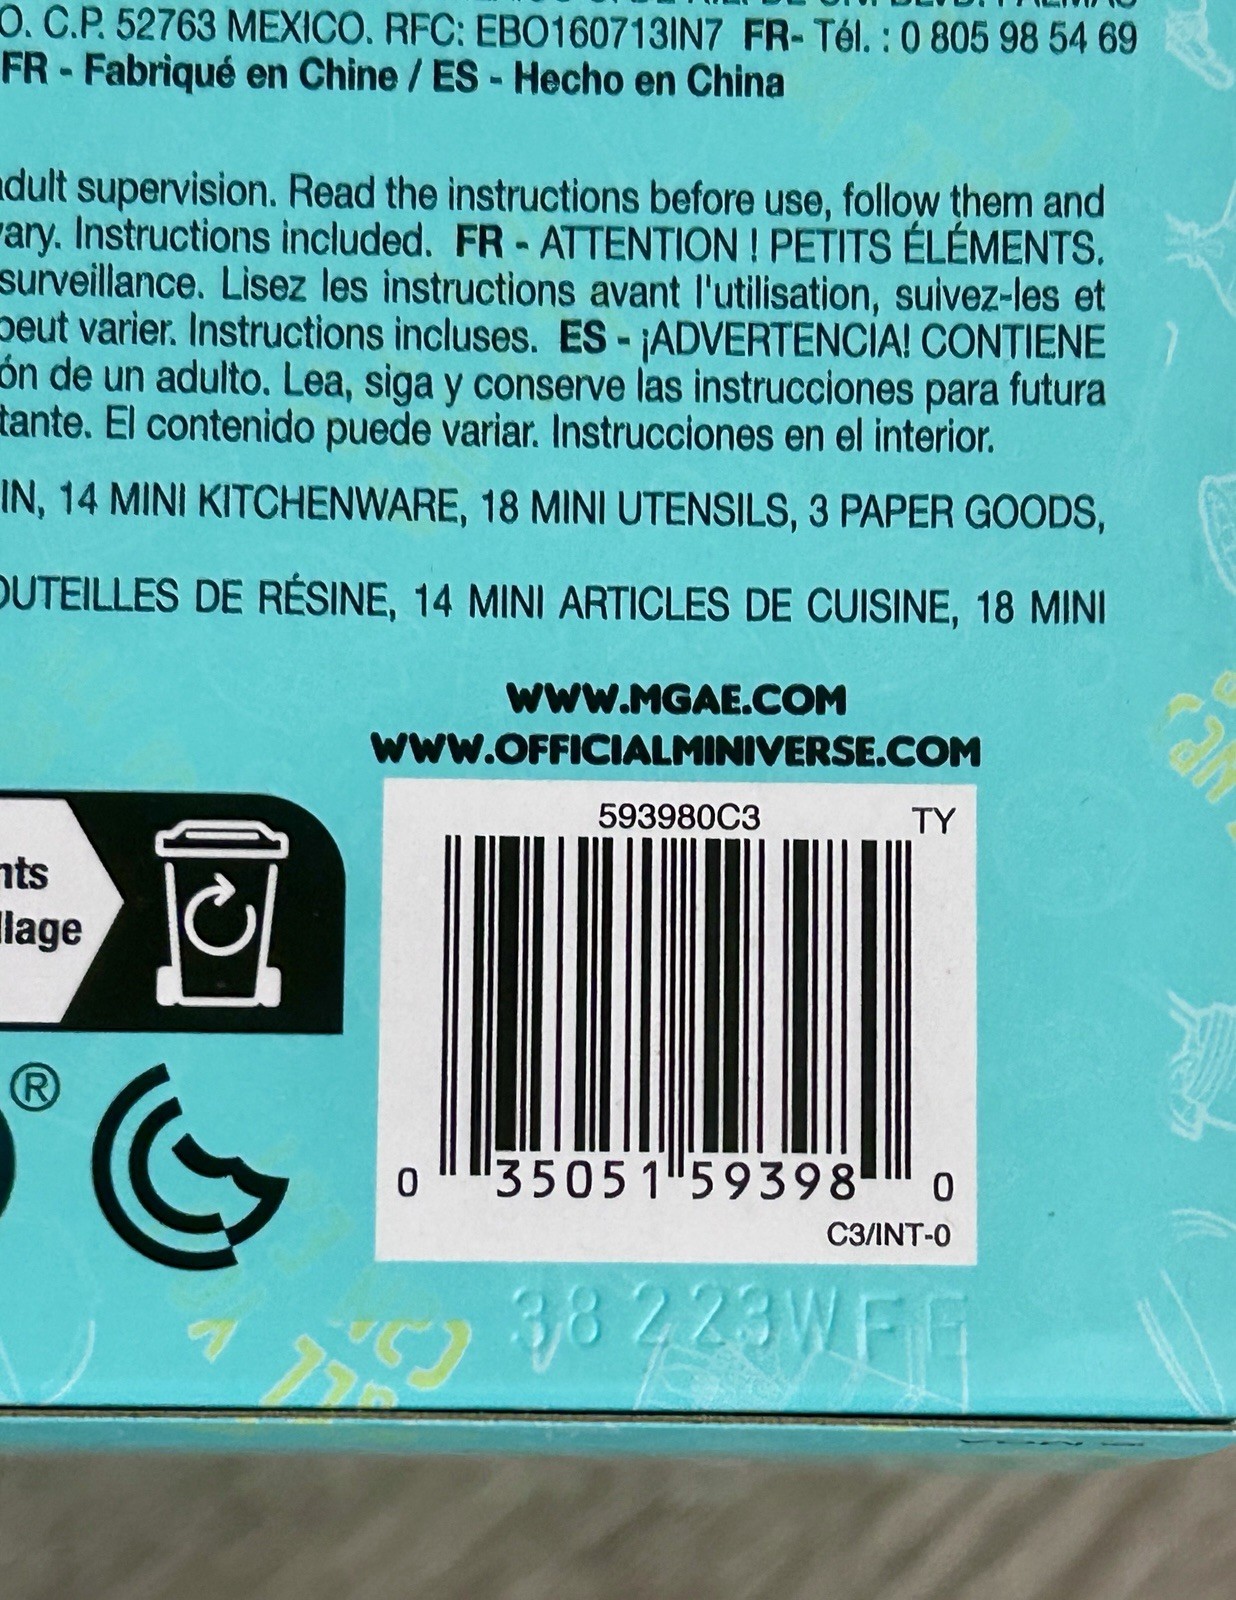 O. C.P. 52763 MEXICO. RFC: EBO160713IN7 FR- Tél. : 0 805 98 54 69
FR - Fabriqué en Chine / ES - Hecho en China
adult supervision. Read the instructions before use, follow them and
vary. Instructions included. FR - ATTENTION ! PETITS ÉLÉMENTS.
surveillance. Lisez les instructions avant l'utilisation, suivez-les et
peut varier. Instructions incluses. ES - ¡ADVERTENCIA! CONTIENE
ón de un adulto. Lea, siga y conserve las instrucciones para futura
tante. El contenido puede variar. Instrucciones en el interior.
IN, 14 MINI KITCHENWARE, 18 MINI UTENSILS, 3 PAPER GOODS,
OUTEILLES DE RÉSINE, 14 MINI ARTICLES DE CUISINE, 18 MINI
WWW.MGAE.COM
WWW.OFFICIALMINIVERSE.COM
593980C3 TY
nts
llage
®
0 35051 59398 0
C3/INT-0